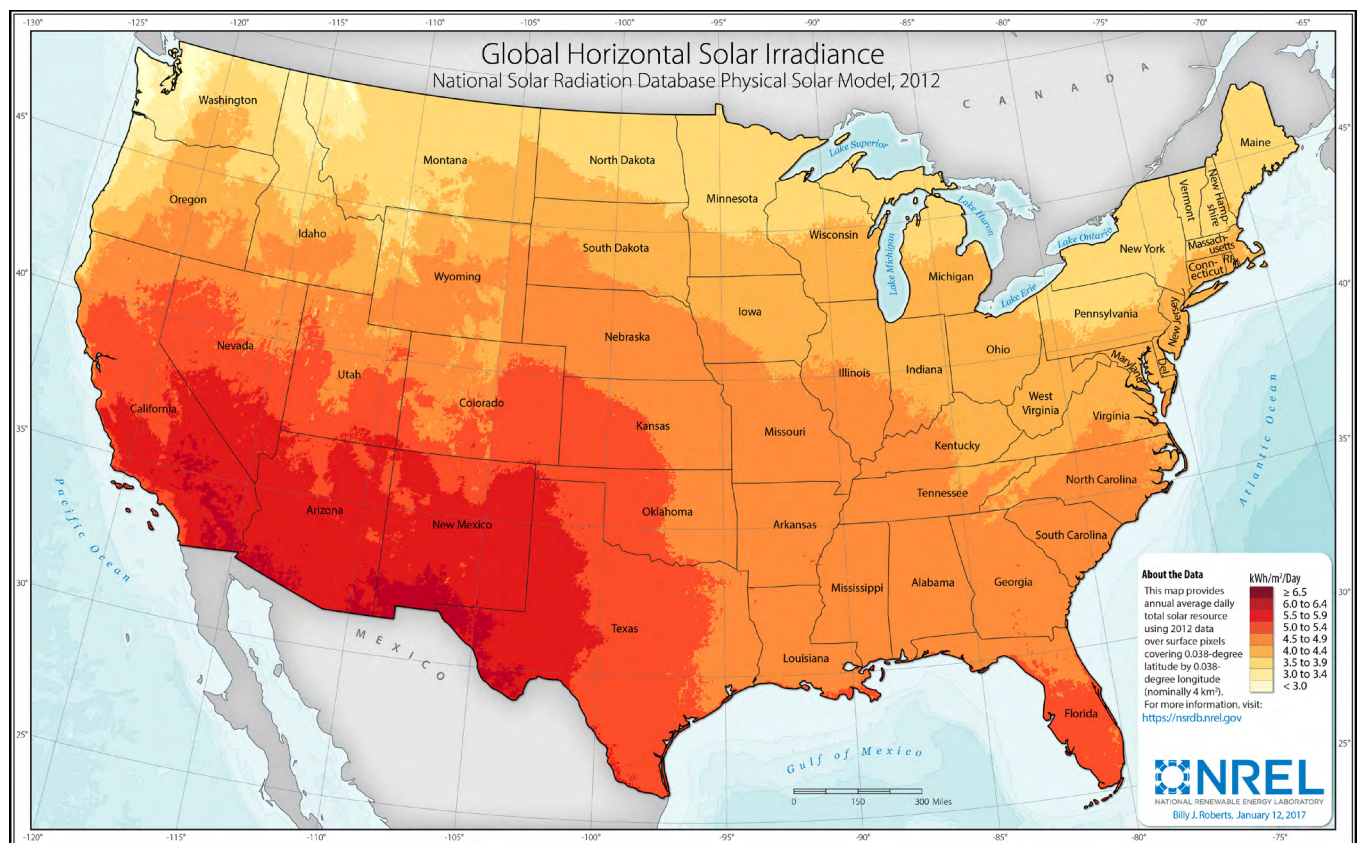 -130°
-125°
-120°
-115°
-110°
-105°
-100°
-95°
-90°
-85°
-80°
-75°
-70°
-65°
Global Horizontal Solar Irradiance
National Solar Radiation Database Physical Solar Model, 2012
CANADA
45°
45°
40°
40°
35°
35°
30°
30°
25°
25°
Washington
Montana
North Dakota
Minnesota
Lake Superior
Maine
Oregon
Idaho
Wyoming
South Dakota
Wisconsin
Lake Michigan
Michigan
Lake Huron
Lake Ontario
Lake Erie
New York
Vermont
New Hamp-
shire
Massach-
usetts
Conn-
ecticut
RI
Nevada
Utah
Colorado
Nebraska
Iowa
Illinois
Indiana
Ohio
Pennsylvania
New Jersey
Maryland
Del.
California
Kansas
Missouri
Kentucky
West
Virginia
Virginia
Arizona
New Mexico
Oklahoma
Arkansas
Tennessee
North Carolina
South Carolina
Texas
Louisiana
Mississippi
Alabama
Georgia
Florida
Pacific Ocean
Atlantic Ocean
MEXICO
Gulf of Mexico
0 150 300 Miles
About the Data
This map provides
annual average daily
total solar resource
using 2012 data
over surface pixels
covering 0.038-degree
latitude by 0.038-
degree longitude
(nominally 4 km²).
For more information, visit:
https://nsrdb.nrel.gov
kWh/m²/Day
≥ 6.5
6.0 to 6.4
5.5 to 5.9
5.0 to 5.4
4.5 to 4.9
4.0 to 4.4
3.5 to 3.9
3.0 to 3.4
< 3.0
NREL
NATIONAL RENEWABLE ENERGY LABORATORY
Billy J. Roberts, January 12, 2017
-120°
-115°
-110°
-105°
-100°
-95°
-90°
-85°
-80°
-75°